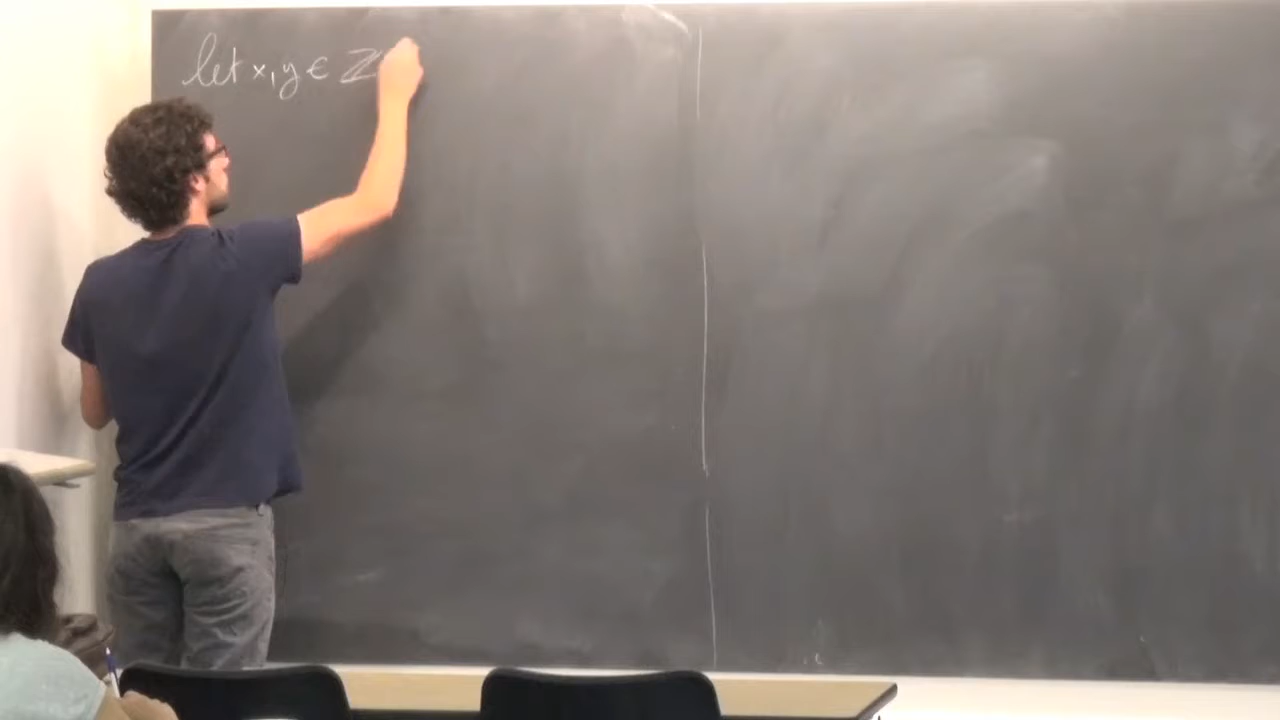 let x, y ∈ ℤ